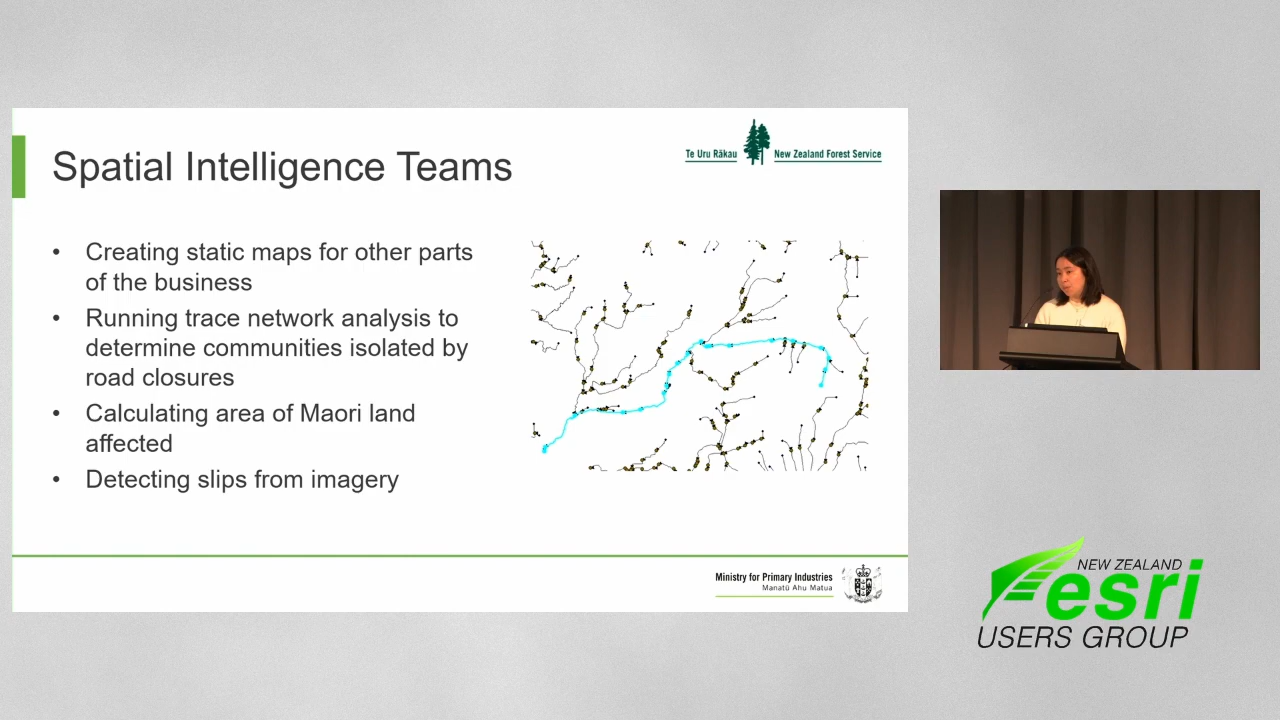 Spatial Intelligence Teams
Te Uru Rākau
New Zealand Forest Service
• Creating static maps for other parts
of the business
• Running trace network analysis to
determine communities isolated by
road closures
• Calculating area of Maori land
affected
• Detecting slips from imagery
Ministry for Primary Industries
Manatū Ahu Matua
NEW ZEALAND
esri
USERS GROUP